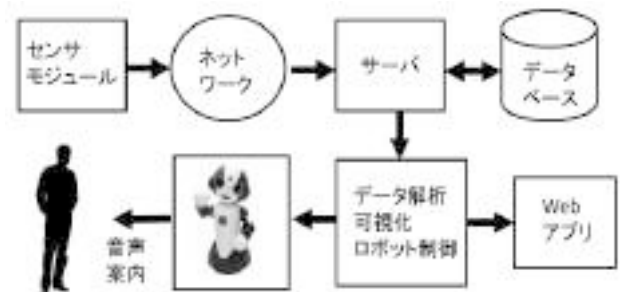 センサ
モジュール
ネット
ワーク
サーバ
データ
ベース
データ解析
可視化
ロボット制御
Web
アプリ
音声
案内